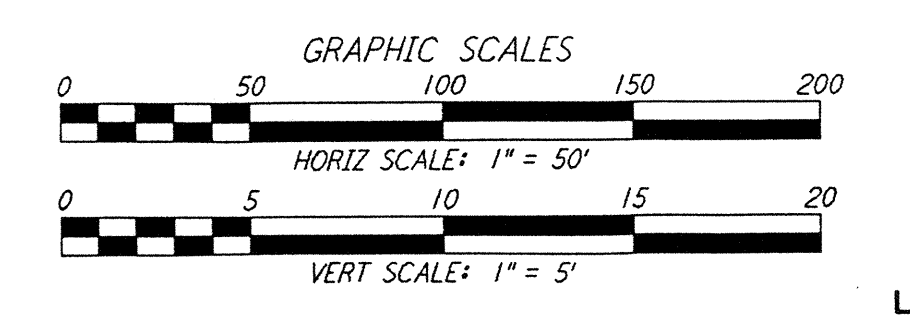 GRAPHIC SCALES
0 50 100 150 200
HORIZ SCALE: 1" = 50'
0 5 10 15 20
VERT SCALE: 1" = 5'
L